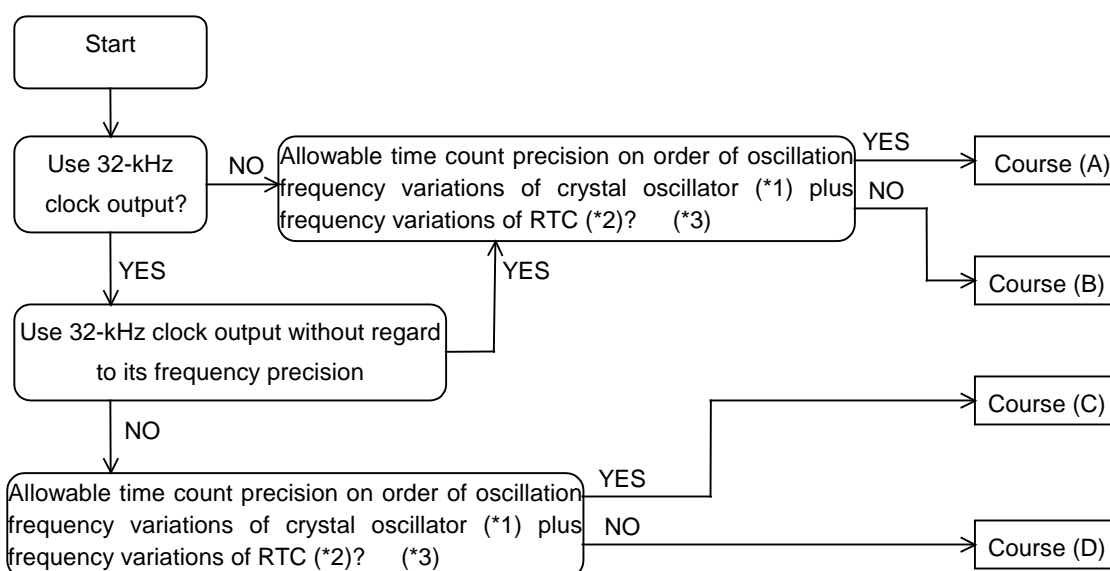 Start
Use 32-kHz
clock output?
NO
Allowable time count precision on order of oscillation
frequency variations of crystal oscillator (*1) plus
frequency variations of RTC (*2)? (*3)
YES
Course (A)
NO
Course (B)
YES
YES
Use 32-kHz clock output without regard
to its frequency precision
NO
Course (C)
Allowable time count precision on order of oscillation
frequency variations of crystal oscillator (*1) plus
frequency variations of RTC (*2)? (*3)
YES
NO
Course (D)